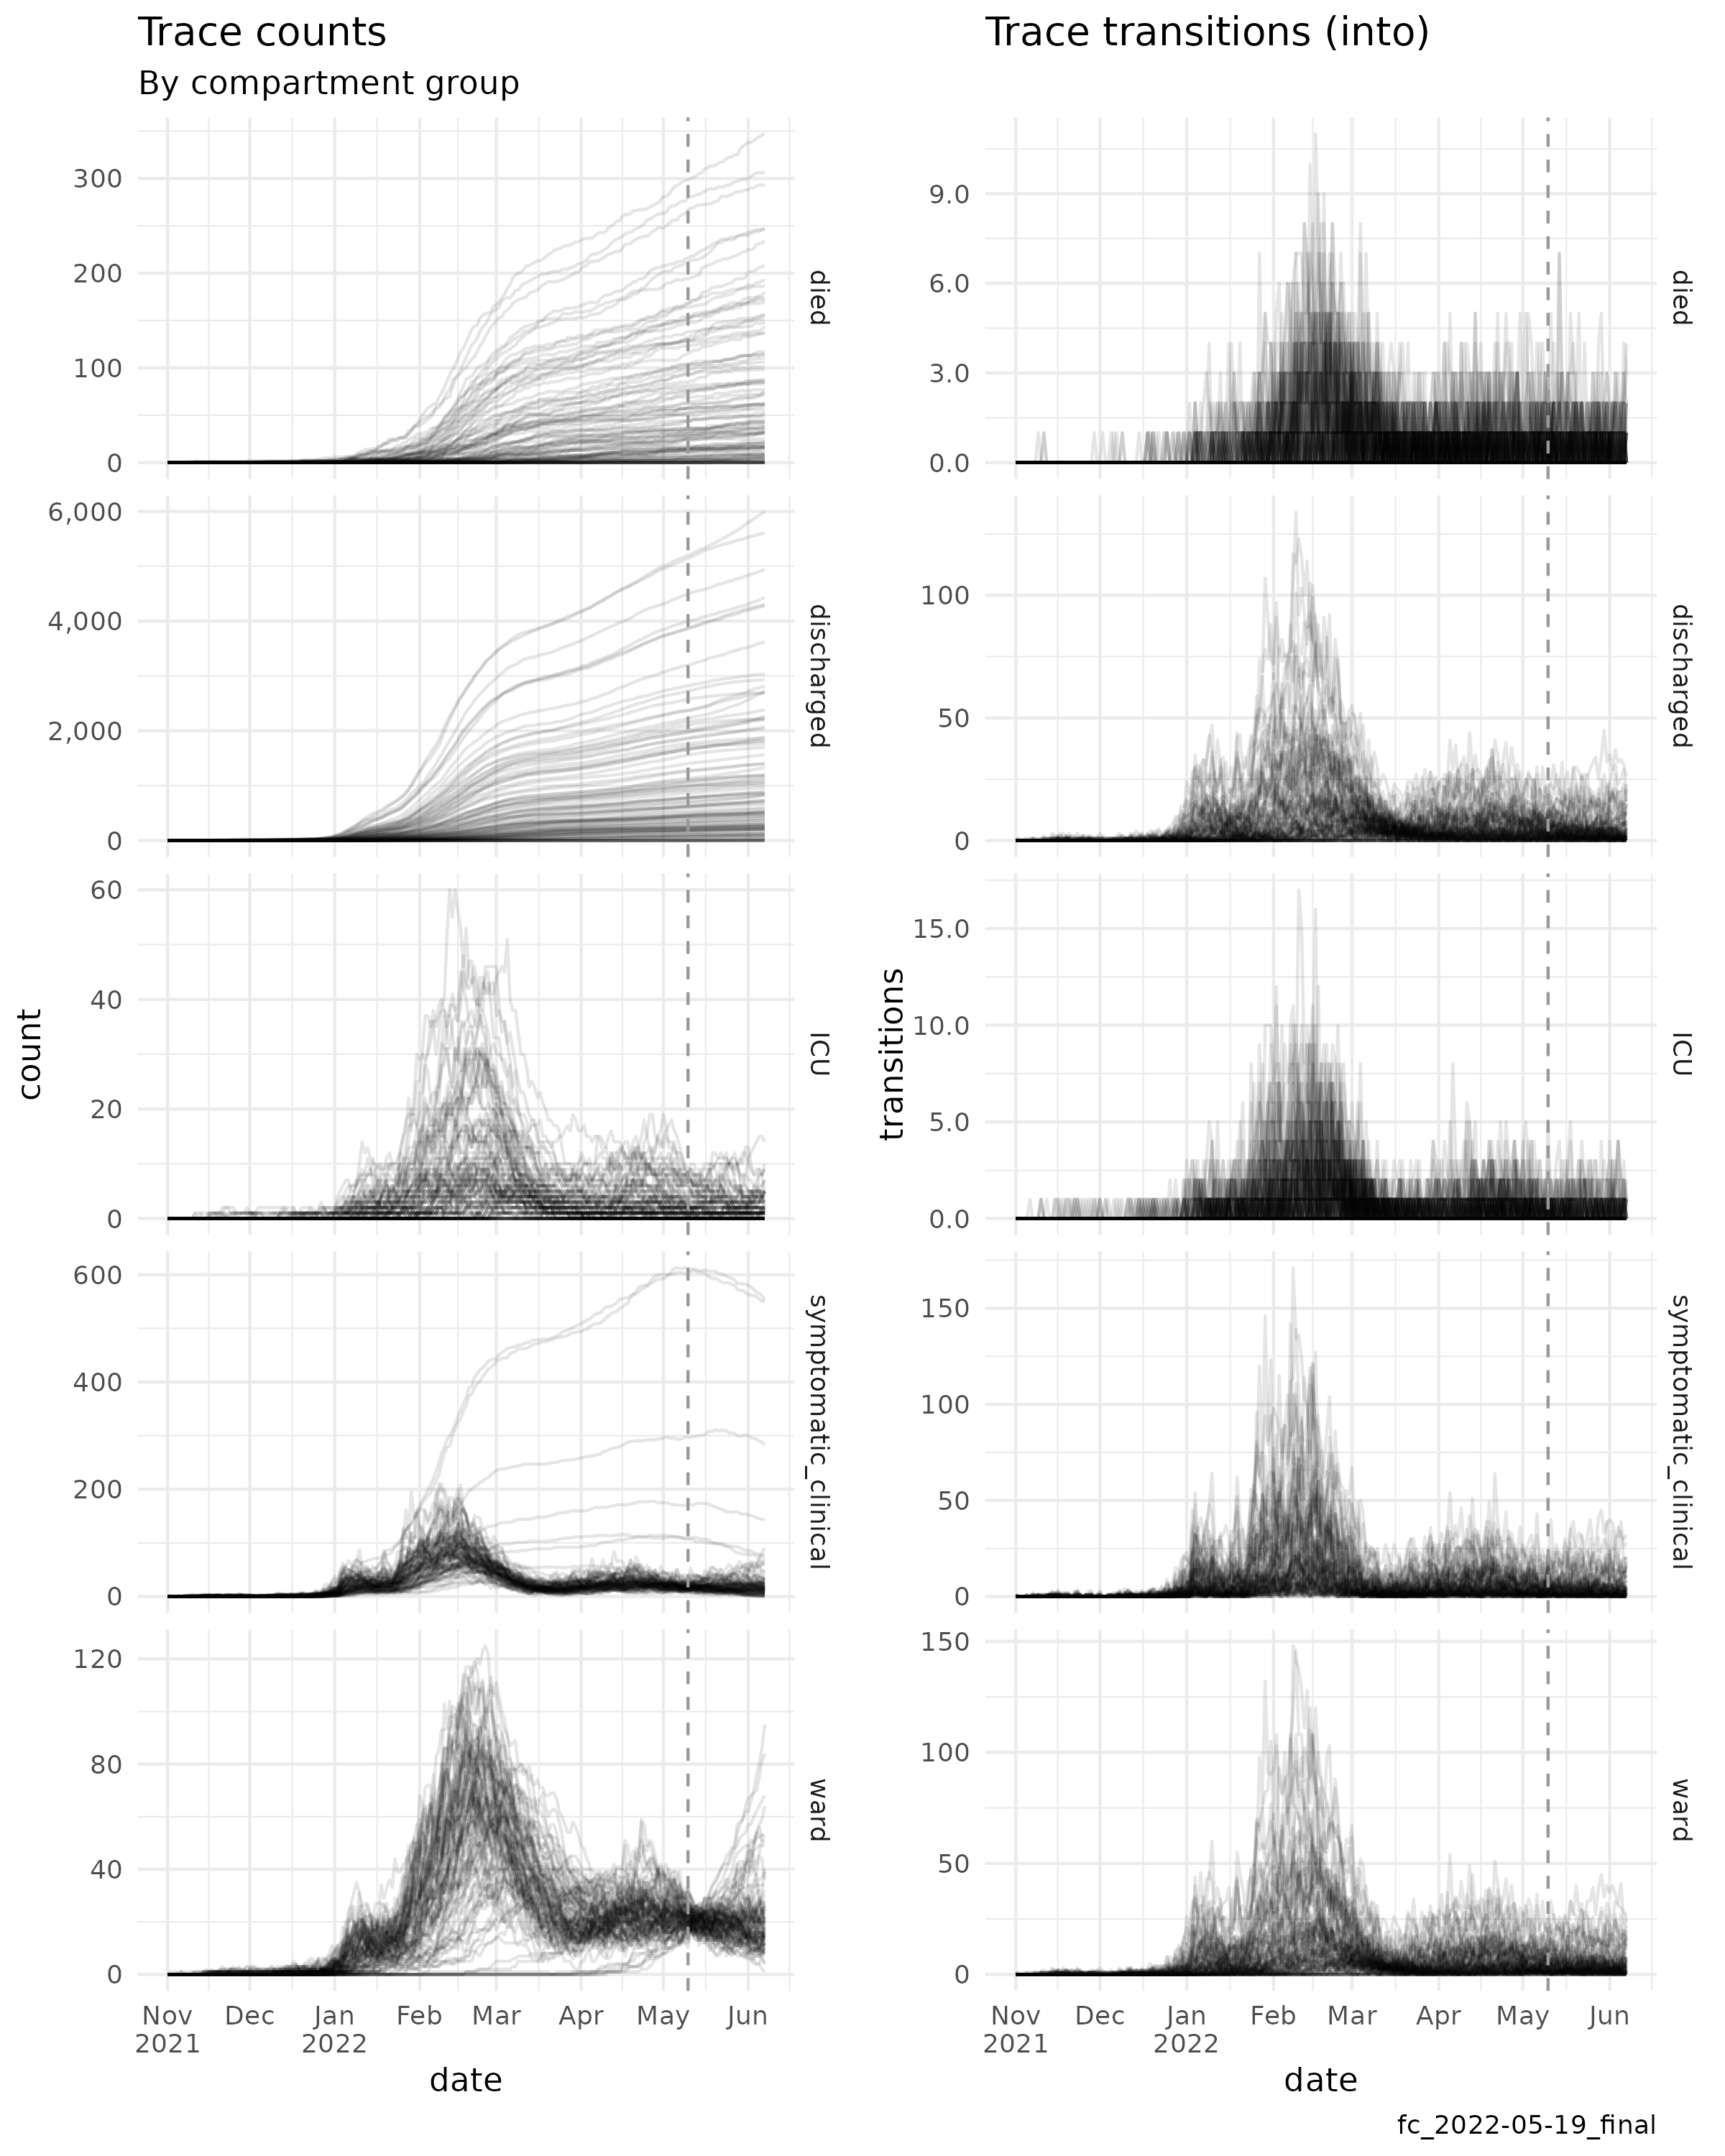 Trace counts
By compartment group
Trace transitions (into)
count
300
200
100
0
died
6,000
4,000
2,000
0
discharged
60
40
20
0
ICU
600
400
200
0
symptomatic_clinical
120
80
40
0
ward
Nov Dec Jan Feb Mar Apr May Jun
2021 2022
date
transitions
9.0
6.0
3.0
0.0
died
100
50
0
discharged
15.0
10.0
5.0
0.0
ICU
150
100
50
0
symptomatic_clinical
150
100
50
0
ward
Nov Dec Jan Feb Mar Apr May Jun
2021 2022
date
fc_2022-05-19_final